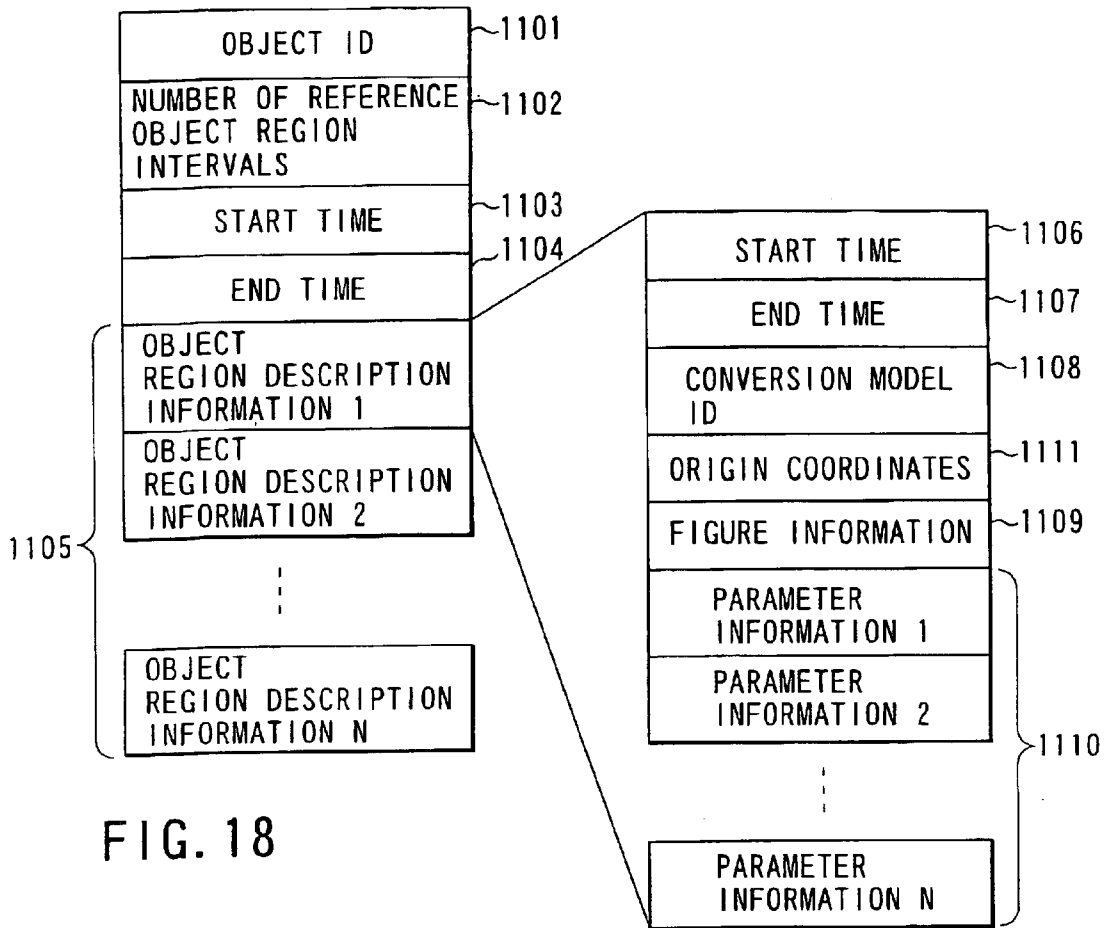 OBJECT ID
1101
NUMBER OF REFERENCE
OBJECT REGION
INTERVALS
1102
START TIME
1103
END TIME
1104
OBJECT
REGION DESCRIPTION
INFORMATION 1
OBJECT
REGION DESCRIPTION
INFORMATION 2
1105
OBJECT
REGION DESCRIPTION
INFORMATION N
START TIME
1106
END TIME
1107
CONVERSION MODEL
ID
1108
ORIGIN COORDINATES
1111
FIGURE INFORMATION
1109
PARAMETER
INFORMATION 1
PARAMETER
INFORMATION 2
1110
PARAMETER
INFORMATION N
FIG. 18